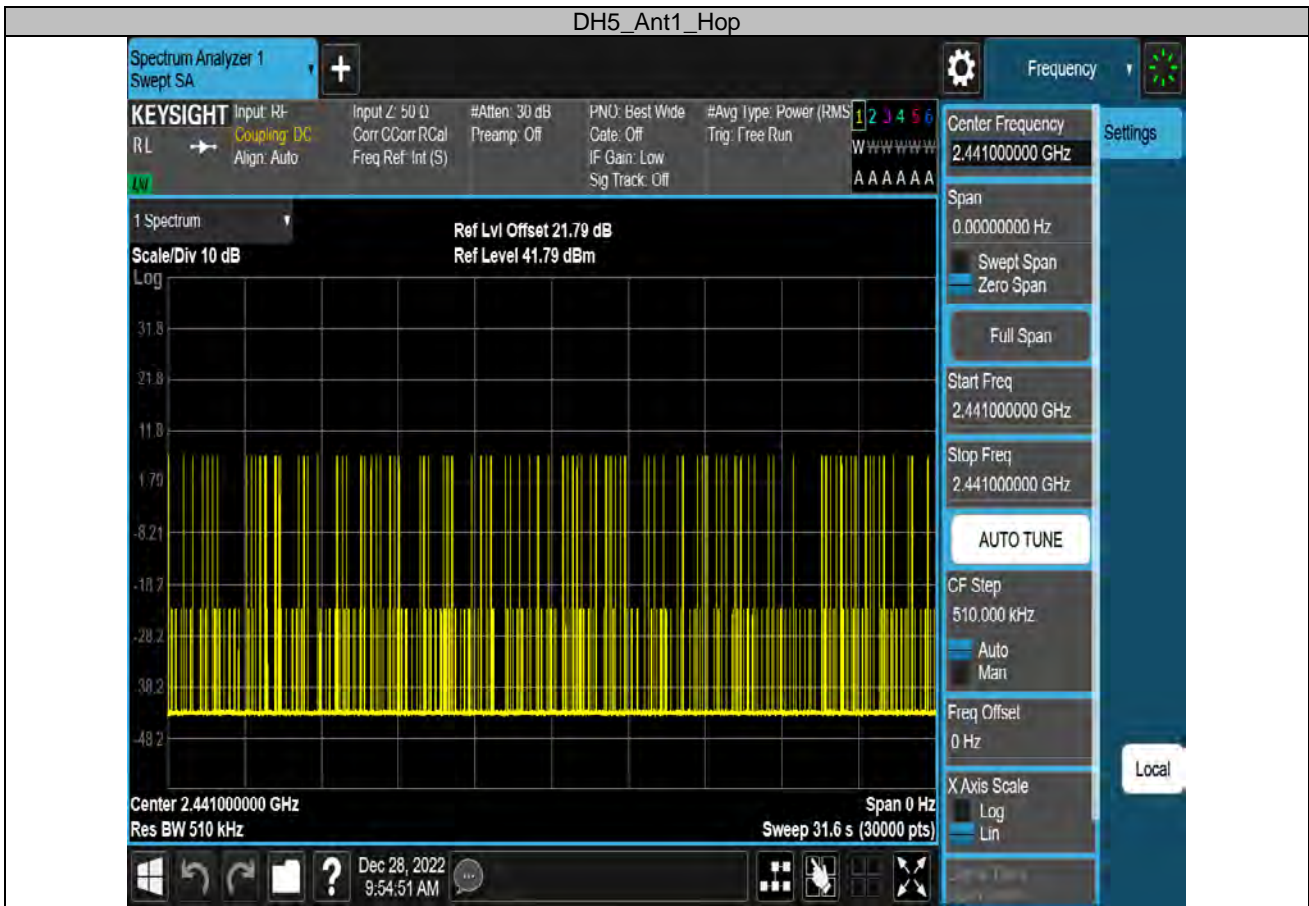 DH5_Ant1_Hop
Spectrum Analyzer 1
Swept SA
Frequency
KEYSIGHT
RL
Input: RF
Coupling: DC
Align: Auto
Input Z: 50 Ω
Corr CCorr RCal
Freq Ref: Int (S)
#Atten: 30 dB
Preamp: Off
PNO: Best Wide
Gate: Off
IF Gain: Low
Sig Track: Off
#Avg Type: Power (RMS
Trig: Free Run
1 2 3 4 5 6
W W W W W W
A A A A A A
1 Spectrum
Scale/Div 10 dB
Ref Lvl Offset 21.79 dB
Ref Level 41.79 dBm
Log
31.8
21.8
11.8
1.79
-8.21
-18.2
-28.2
-38.2
-48.2
Center 2.441000000 GHz
Res BW 510 kHz
Span 0 Hz
Sweep 31.6 s (30000 pts)
Center Frequency
2.441000000 GHz
Settings
Span
0.00000000 Hz
Swept Span
Zero Span
Full Span
Start Freq
2.441000000 GHz
Stop Freq
2.441000000 GHz
AUTO TUNE
CF Step
510.000 kHz
Auto
Man
Freq Offset
0 Hz
X Axis Scale
Log
Lin
Local
?
Dec 28, 2022
9:54:51 AM